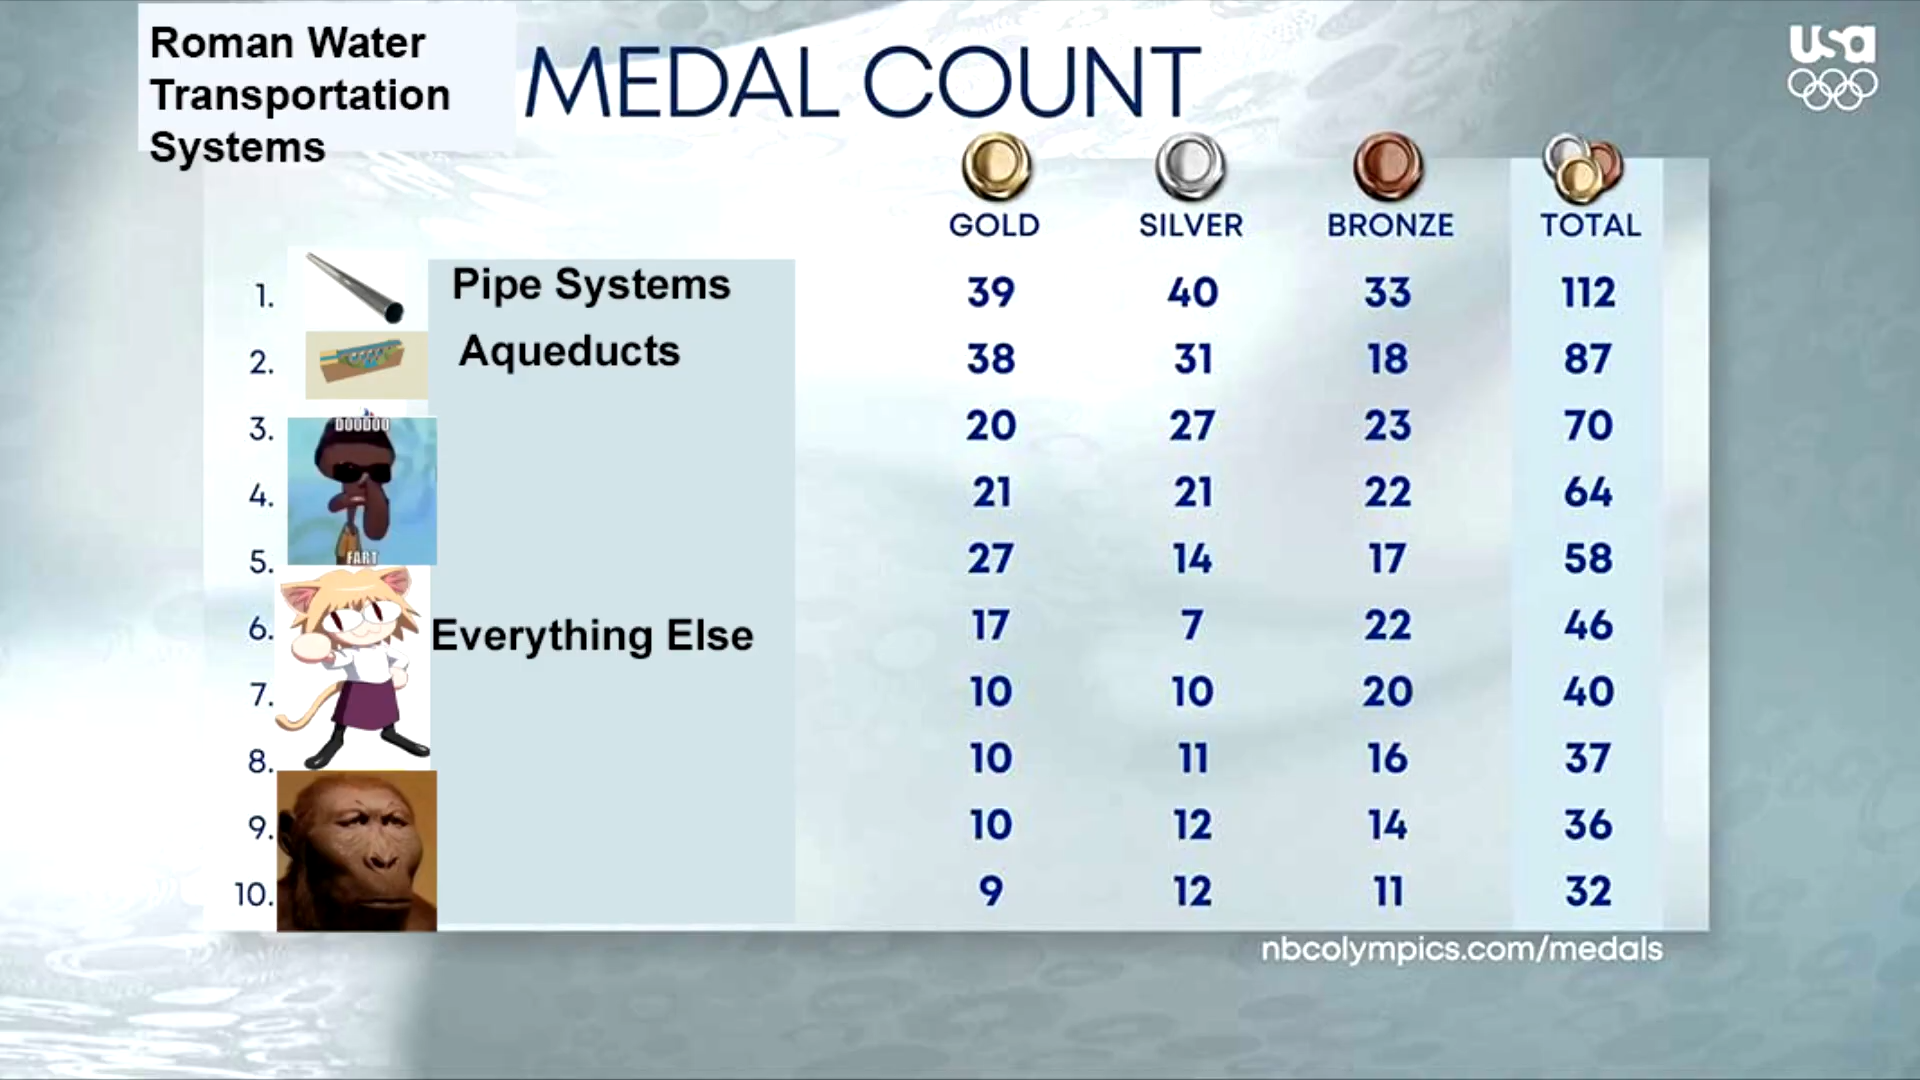 Roman Water
Transportation
Systems
MEDAL COUNT
usa
GOLD SILVER BRONZE TOTAL
1. Pipe Systems 39 40 33 112
2. Aqueducts 38 31 18 87
DOODOO
3. 20 27 23 70
4. 21 21 22 64
FART
5. 27 14 17 58
6. Everything Else 17 7 22 46
7. 10 10 20 40
8. 10 11 16 37
9. 10 12 14 36
10. 9 12 11 32
nbcolympics.com/medals